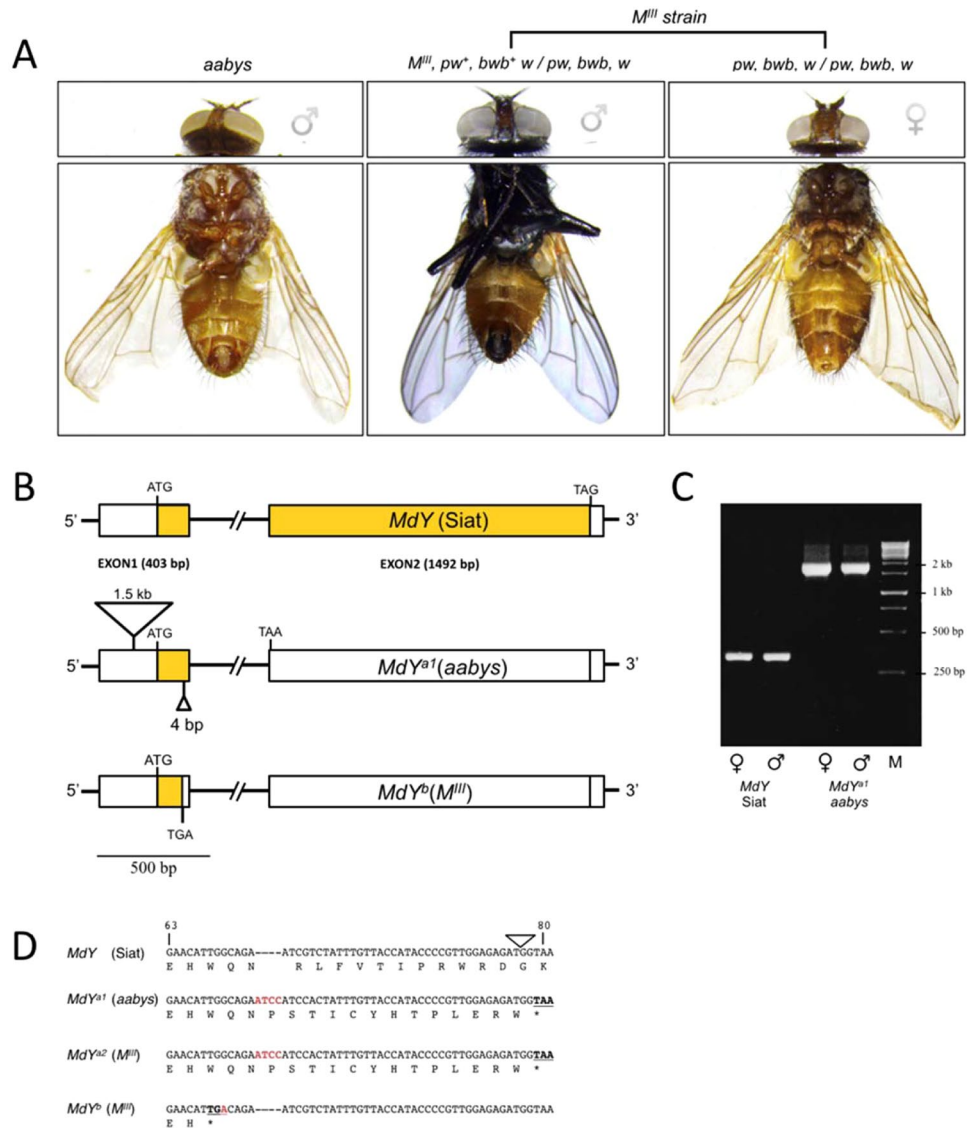 A
M^III strain
aabys
M^III, pw⁺, bwb⁺ w / pw, bwb, w
pw, bwb, w / pw, bwb, w
♂
♂
♀
B
ATG
TAG
5'
MdY (Siat)
3'
EXON1 (403 bp)
EXON2 (1492 bp)
1.5 kb
ATG
TAA
5'
MdY^a1(aabys)
3'
4 bp
ATG
5'
MdY^b(M^III)
3'
TGA
500 bp
C
2 kb
1 kb
500 bp
250 bp
♀ ♂ ♀ ♂ M
MdY
Siat
MdY^a1
aabys
D
63 80
MdY (Siat) GAACATTGGCAGA----ATCGTCTATTTGTTACCATACCCCGTTGGAGAGATGGTAA
E H W Q N R L F V T I P R W R D G K
MdY^a1 (aabys) GAACATTGGCAGAATCCATCCACTATTTGTTACCATACCCCGTTGGAGAGATGGTAA
E H W Q N P S T I C Y H T P L E R W *
MdY^a2 (M^III) GAACATTGGCAGAATCCATCCACTATTTGTTACCATACCCCGTTGGAGAGATGGTAA
E H W Q N P S T I C Y H T P L E R W *
MdY^b (M^III) GAACATTGACAGA----ATCGTCTATTTGTTACCATACCCCGTTGGAGAGATGGTAA
E H *